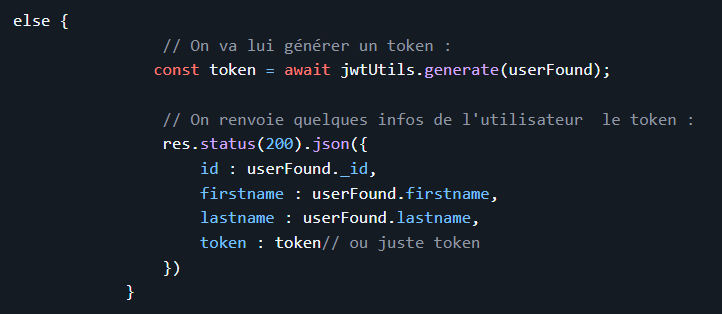 else {
// On va lui générer un token :
const token = await jwtUtils.generate(userFound);
// On renvoie quelques infos de l'utilisateur  le token :
res.status(200).json({
id : userFound._id,
firstname : userFound.firstname,
lastname : userFound.lastname,
token : token// ou juste token
})
}